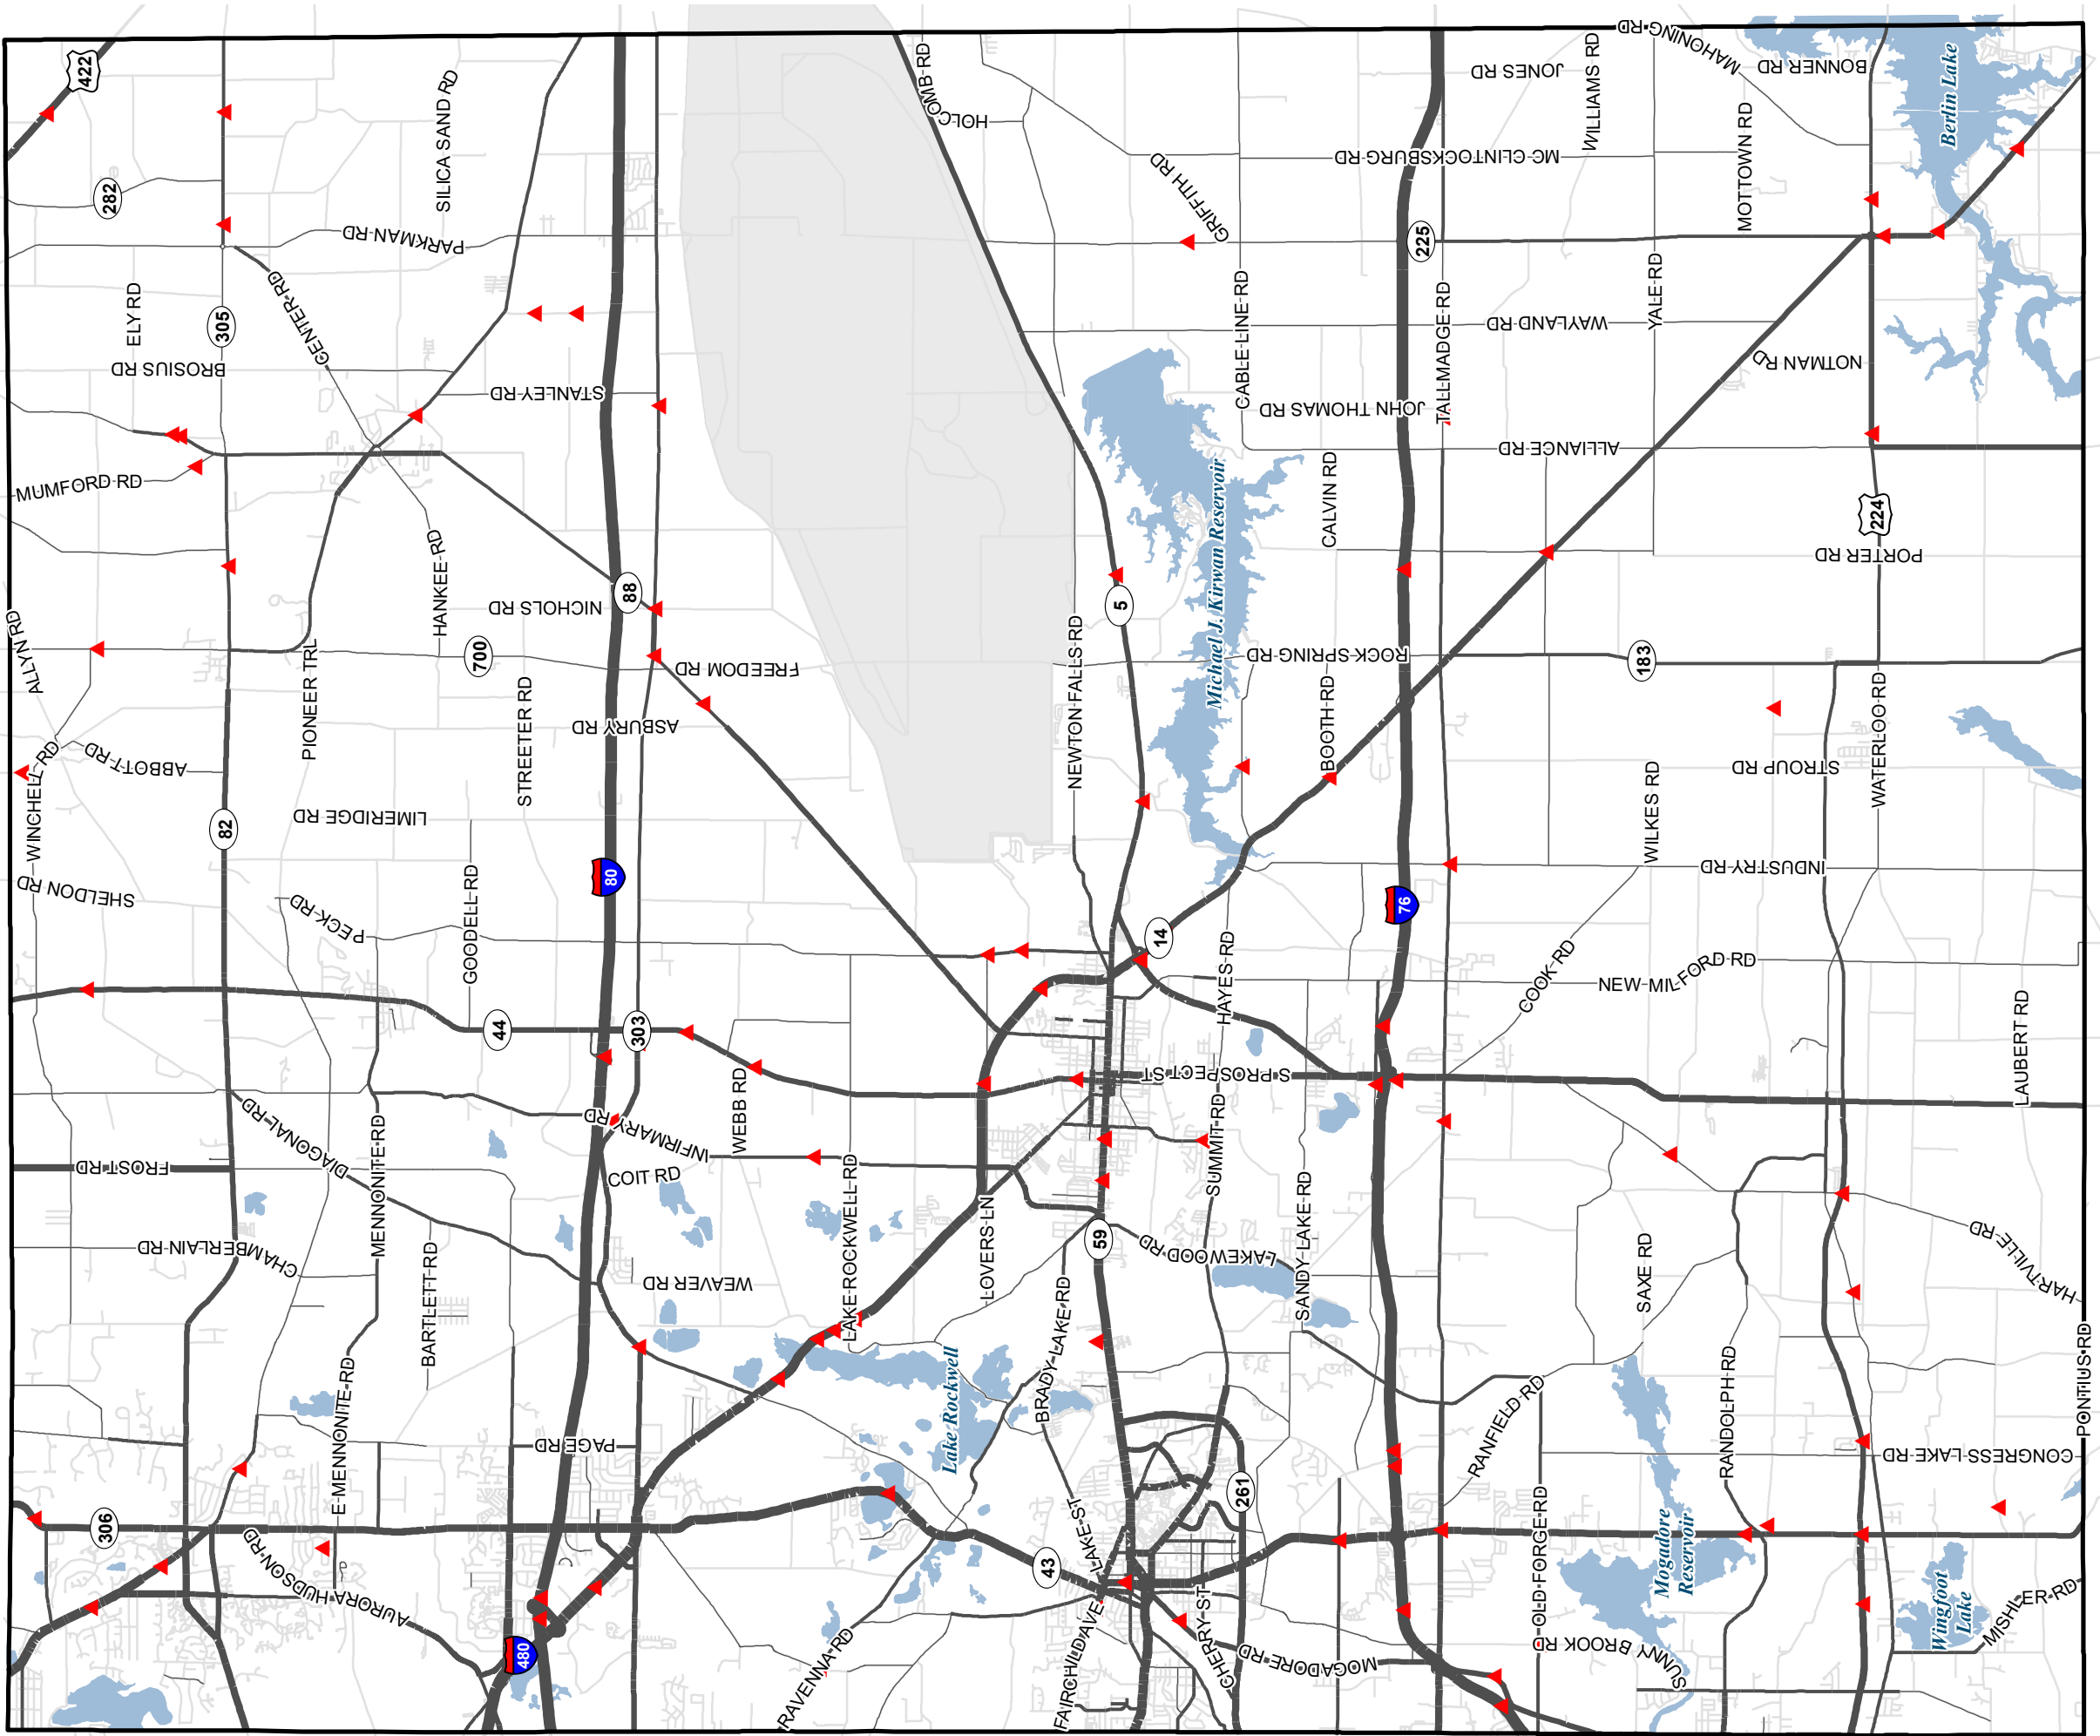 422
282
SILICA SAND RD
PARKMAN RD
ELY RD
305
CENTER RD
BROSIUS RD
STANLEY RD
MUMFORD RD
HANKEE RD
NICHOLS RD
88
ALLYN RD
PIONEER TRL
700
FREEDOM RD
STREETER RD
ASBURY RD
ABBOTT RD
WINCHELL RD
LIMERIDGE RD
82
80
SHELDON RD
PECK RD
GOODELL RD
44
303
WEBB RD
INFIRMARY RD
DIAGONAL RD
FROST RD
MENNONITE RD
COIT RD
CHAMBERLAIN RD
BARTLETT RD
WEAVER RD
LAKE ROCKWELL RD
E MENNONITE RD
PAGE RD
306
AURORA HUDSON RD
480
RAVENNA RD
HOLCOMB RD
GRIFFITH RD
JONES RD
WILLIAMS RD
MAHONING RD
BONNER RD
Berlin Lake
MC CLINTOCKSBURG RD
MOTTOWN RD
225
CABLE LINE RD
TALLMADGE RD
YALE RD
WAYLAND RD
NOTMAN RD
JOHN THOMAS RD
ALLIANCE RD
CALVIN RD
224
PORTER RD
Michael J. Kirwan Reservoir
5
NEWTON FALLS RD
ROCK SPRING RD
183
BOOTH RD
WATERLOO RD
STROUP RD
WILKES RD
INDUSTRY RD
76
14
HAYES RD
COOK RD
NEW MILFORD RD
LAUBERT RD
S PROSPECT ST
SUMMIT RD
LOVERS LN
59
LAKEWOOD RD
SANDY LAKE RD
SAXE RD
HARTVILLE RD
BRADY LAKE RD
Lake Rockwell
RANFIELD RD
RANDOLPH RD
PONTIUS RD
CONGRESS LAKE RD
261
LAKE ST
43
OLD FORGE RD
Mogadore
Reservoir
CHERRY ST
FAIRCHILD AVE
MOGADORE RD
SUNNY BROOK RD
Wingfoot
Lake
MISHLER RD